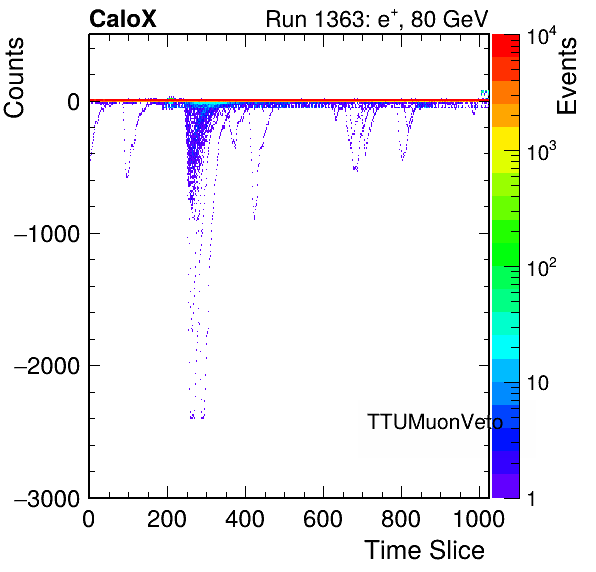 CaloX
Run 1363: e+, 80 GeV
Counts
0
−1000
−2000
−3000
0 200 400 600 800 1000
Time Slice
TTUMuonVeto
Events
10^4
10^3
10^2
10
1